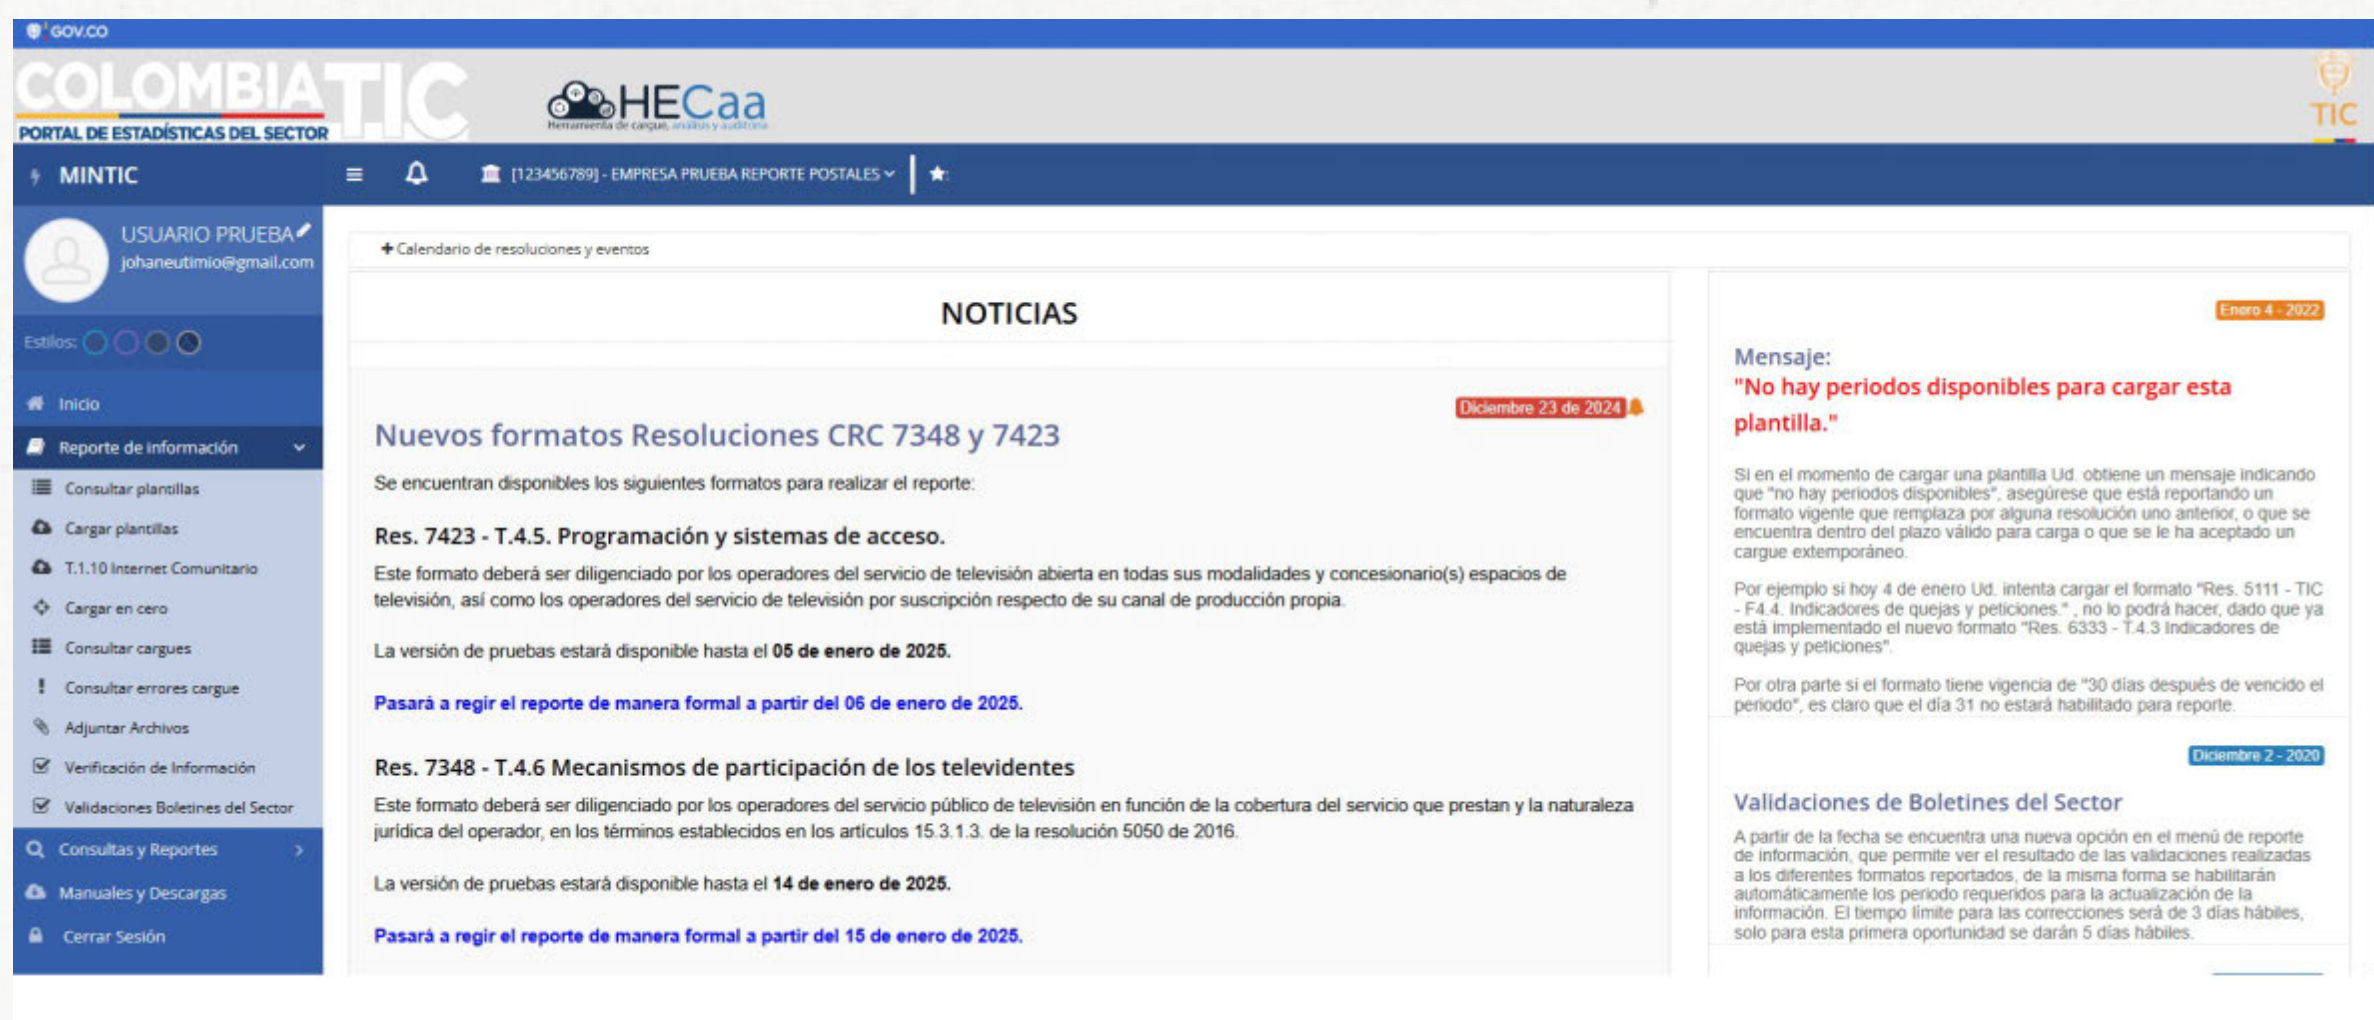 GOV.CO
COLOMBIATIC
PORTAL DE ESTADÍSTICAS DEL SECTOR
HECaa
Herramienta de cargue, análisis y auditoria
TIC
MINTIC
[123456789] - EMPRESA PRUEBA REPORTE POSTALES
USUARIO PRUEBA
johaneutimio@gmail.com
Estilos:
Inicio
Reporte de información
Consultar plantillas
Cargar plantillas
T.1.10 Internet Comunitario
Cargar en cero
Consultar cargues
Consultar errores cargue
Adjuntar Archivos
Verificación de Información
Validaciones Boletines del Sector
Consultas y Reportes
Manuales y Descargas
Cerrar Sesión
+ Calendario de resoluciones y eventos
NOTICIAS
Diciembre 23 de 2024
Nuevos formatos Resoluciones CRC 7348 y 7423
Se encuentran disponibles los siguientes formatos para realizar el reporte:
Res. 7423 - T.4.5. Programación y sistemas de acceso.
Este formato deberá ser diligenciado por los operadores del servicio de televisión abierta en todas sus modalidades y concesionario(s) espacios de
televisión, así como los operadores del servicio de televisión por suscripción respecto de su canal de producción propia.
La versión de pruebas estará disponible hasta el 05 de enero de 2025.
Pasará a regir el reporte de manera formal a partir del 06 de enero de 2025.
Res. 7348 - T.4.6 Mecanismos de participación de los televidentes
Este formato deberá ser diligenciado por los operadores del servicio público de televisión en función de la cobertura del servicio que prestan y la naturaleza
jurídica del operador, en los términos establecidos en los artículos 15.3.1.3. de la resolución 5050 de 2016.
La versión de pruebas estará disponible hasta el 14 de enero de 2025.
Pasará a regir el reporte de manera formal a partir del 15 de enero de 2025.
Enero 4 - 2022
Mensaje:
"No hay periodos disponibles para cargar esta
plantilla."
Si en el momento de cargar una plantilla Ud. obtiene un mensaje indicando
que "no hay periodos disponibles", asegúrese que está reportando un
formato vigente que remplaza por alguna resolución uno anterior, o que se
encuentra dentro del plazo válido para carga o que se le ha aceptado un
cargue extemporáneo.
Por ejemplo si hoy 4 de enero Ud. intenta cargar el formato "Res. 5111 - TIC
- F4.4. Indicadores de quejas y peticiones." , no lo podrá hacer, dado que ya
está implementado el nuevo formato "Res. 6333 - T.4.3 Indicadores de
quejas y peticiones".
Por otra parte si el formato tiene vigencia de "30 días después de vencido el
periodo", es claro que el día 31 no estará habilitado para reporte.
Diciembre 2 - 2020
Validaciones de Boletines del Sector
A partir de la fecha se encuentra una nueva opción en el menú de reporte
de información, que permite ver el resultado de las validaciones realizadas
a los diferentes formatos reportados, de la misma forma se habilitarán
automáticamente los periodo requeridos para la actualización de la
información. El tiempo límite para las correcciones será de 3 días hábiles,
solo para esta primera oportunidad se darán 5 días hábiles.